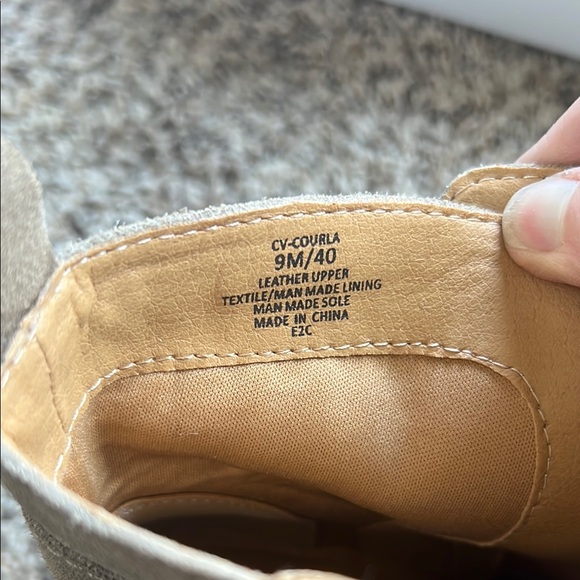 CV-COURLA
9M/40
LEATHER UPPER
TEXTILE/MAN MADE LINING
MAN MADE SOLE
MADE IN CHINA
E2C